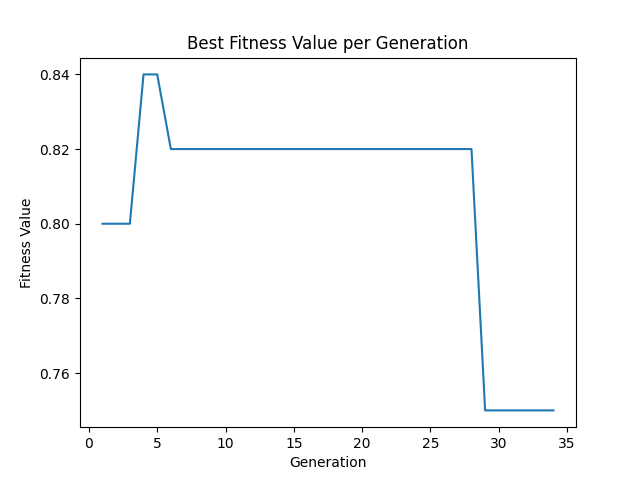 Best Fitness Value per Generation
0.84
0.82
0.80
0.78
0.76
Fitness Value
0 5 10 15 20 25 30 35
Generation